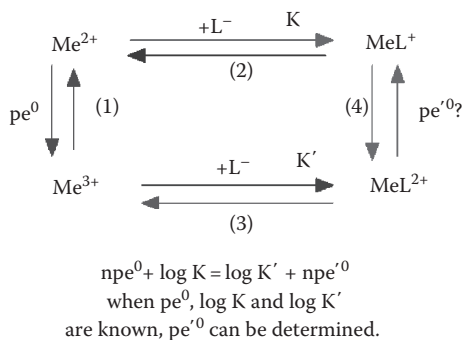 +L⁻ K
Me²⁺ MeL⁺
(2)
pe⁰ (1) (4) pe′⁰?
+L⁻ K′
Me³⁺ MeL²⁺
(3)
npe⁰+ log K = log K′ + npe′⁰
when pe⁰, log K and log K′
are known, pe′⁰ can be determined.